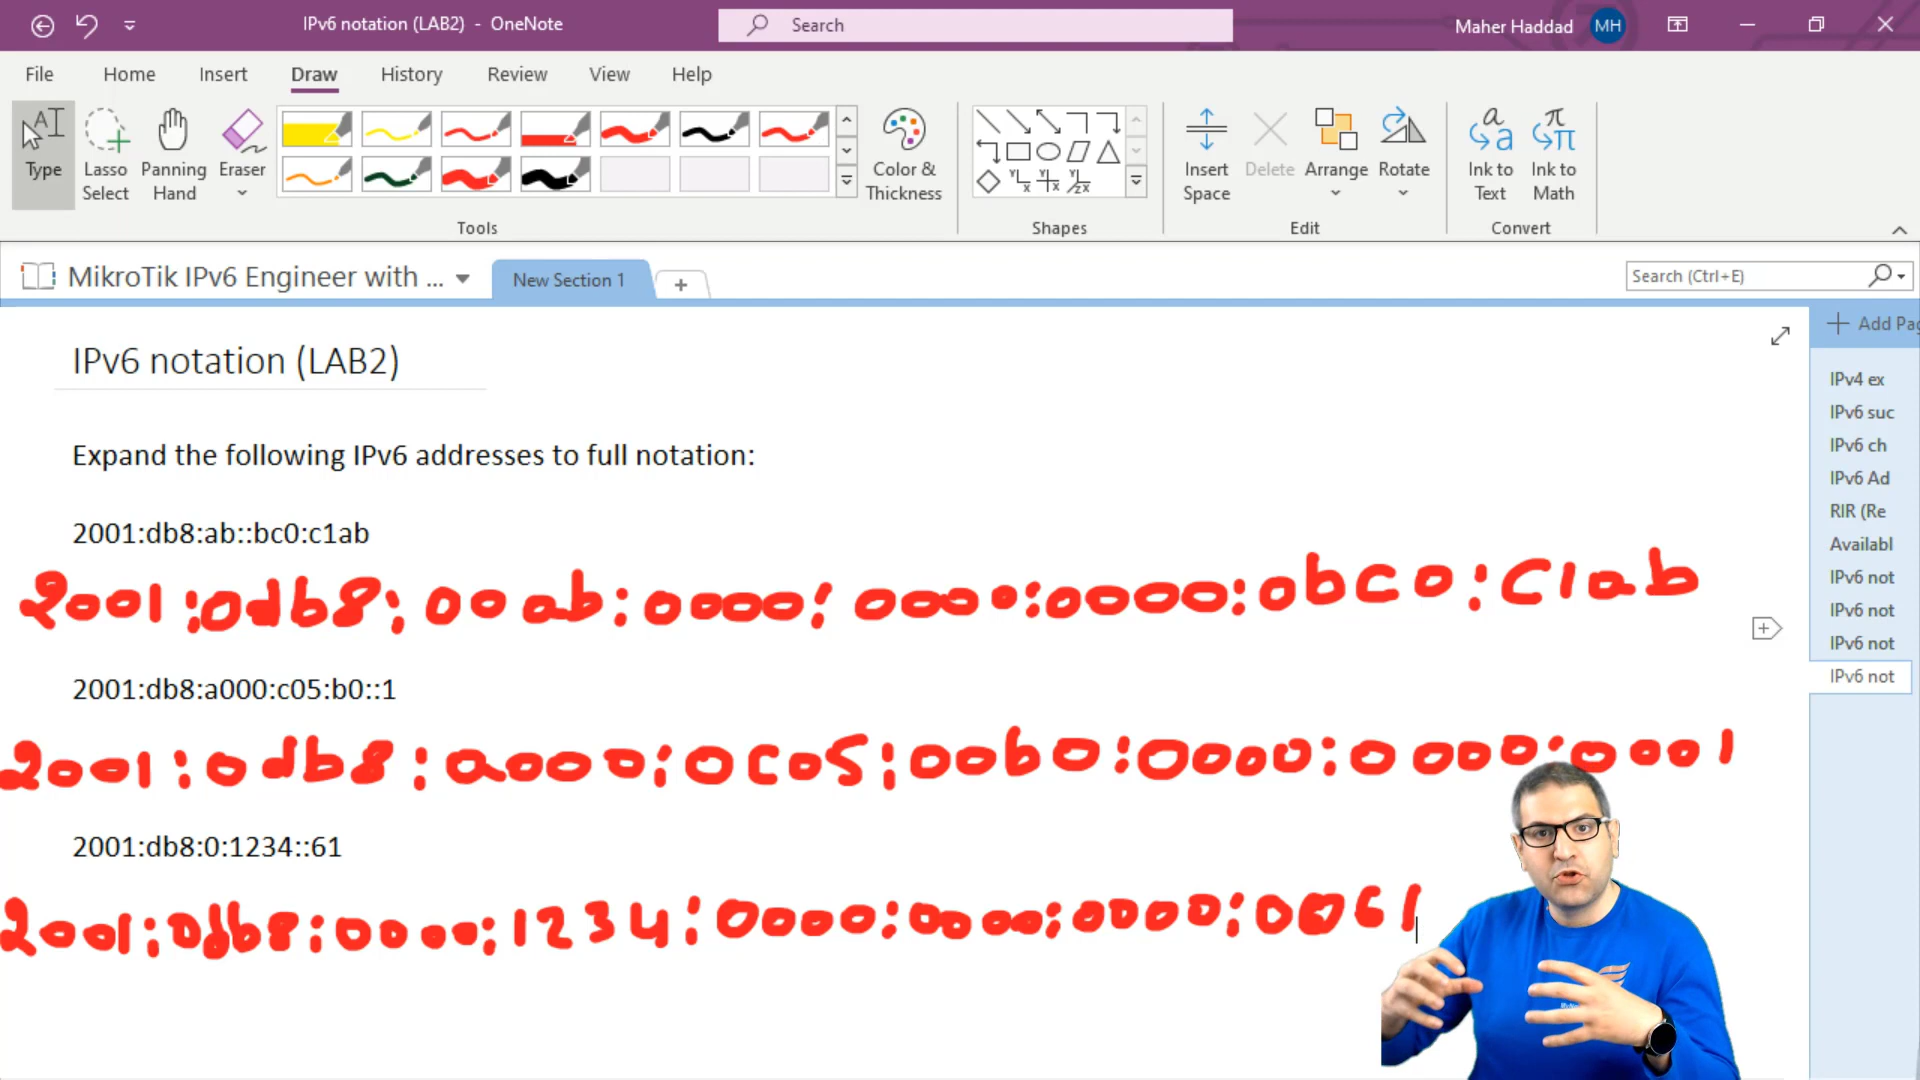 IPv6 notation (LAB2) - OneNote
Search
Maher Haddad
MH
File Home Insert Draw History Review View Help
Type
Lasso Select
Panning Hand
Eraser
Color & Thickness
Insert Space
Delete
Arrange
Rotate
Ink to Text
Ink to Math
Tools
Shapes
Edit
Convert
MikroTik IPv6 Engineer with ...
New Section 1
Search (Ctrl+E)
Add Pag
IPv4 ex
IPv6 suc
IPv6 ch
IPv6 Ad
RIR (Re
Availabl
IPv6 not
IPv6 not
IPv6 not
IPv6 not
IPv6 notation (LAB2)
Expand the following IPv6 addresses to full notation:
2001:db8:ab::bc0:c1ab
2001:0db8:00ab:0000:0000:0000:0bc0:C1ab
2001:db8:a000:c05:b0::1
2001:0db8:a000:0c05:00b0:0000:0000:0001
2001:db8:0:1234::61
2001:0db8:0000:1234:0000:0000:0000:0061